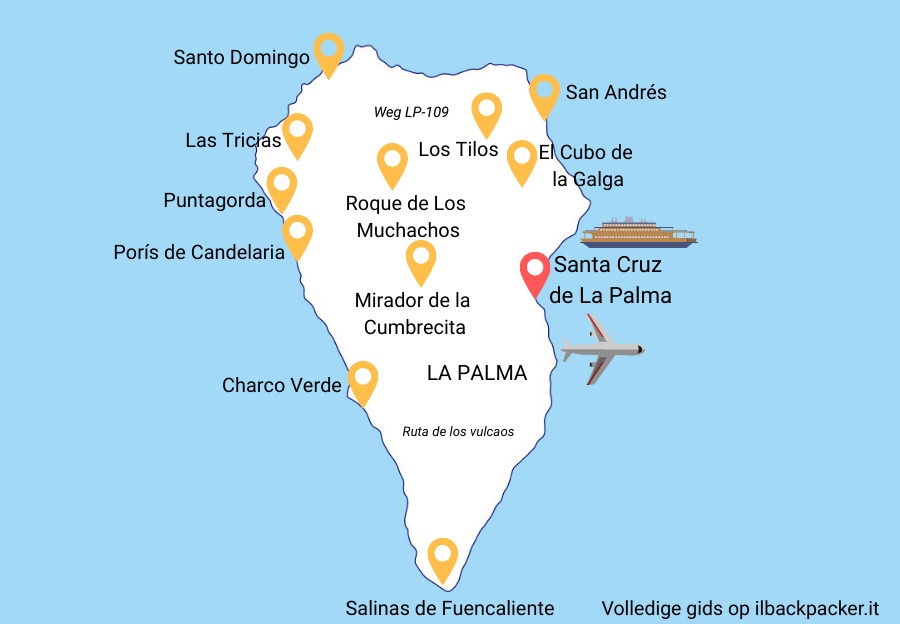 Santo Domingo
San Andrés
Weg LP-109
Las Tricias
Los Tilos
El Cubo de
la Galga
Puntagorda
Roque de Los
Muchachos
Porís de Candelaria
Santa Cruz
de La Palma
Mirador de la
Cumbrecita
LA PALMA
Charco Verde
Ruta de los vulcaos
Salinas de Fuencaliente
Volledige gids op ilbackpacker.it